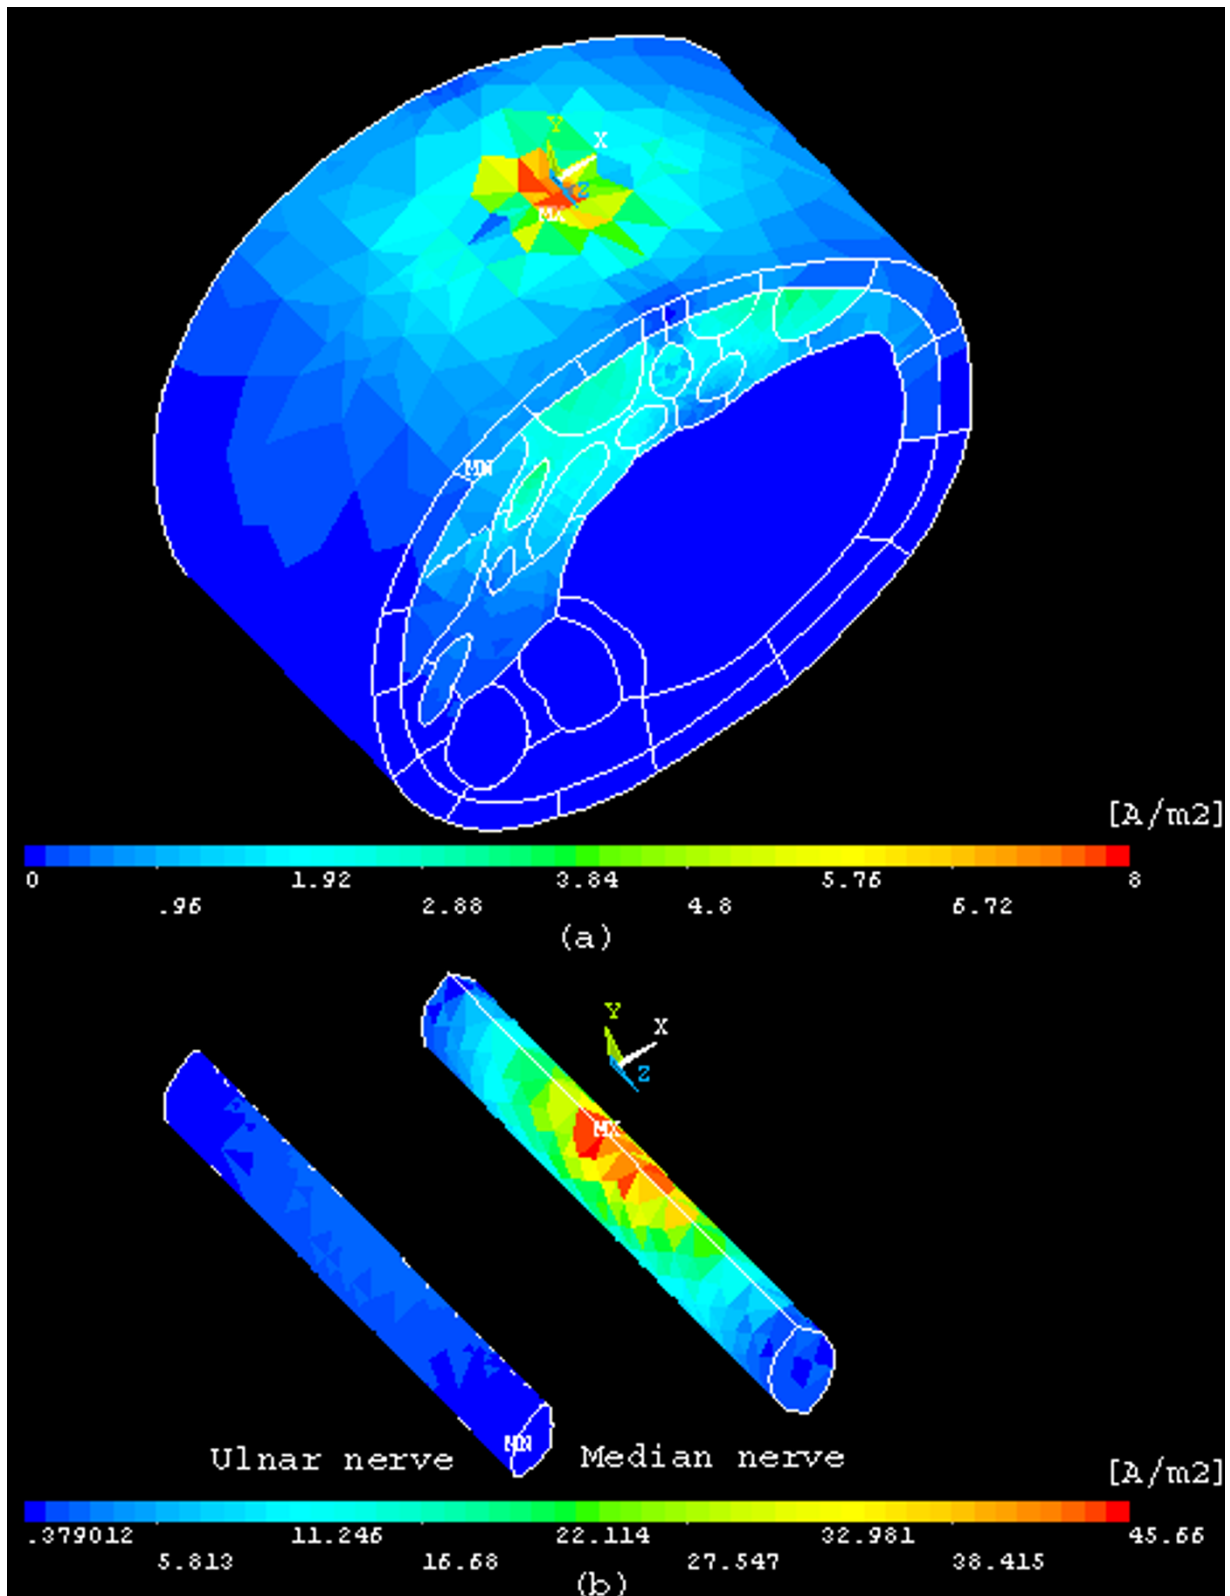 Y
X
Z
MX
MN
[A/m2]
0 1.92 3.84 5.76 8
.96 2.88 4.8 6.72
(a)
Y
X
Z
MX
MN
Ulnar nerve Median nerve
[A/m2]
.379012 11.246 22.114 32.981 45.66
5.813 16.68 27.547 38.415
(b)